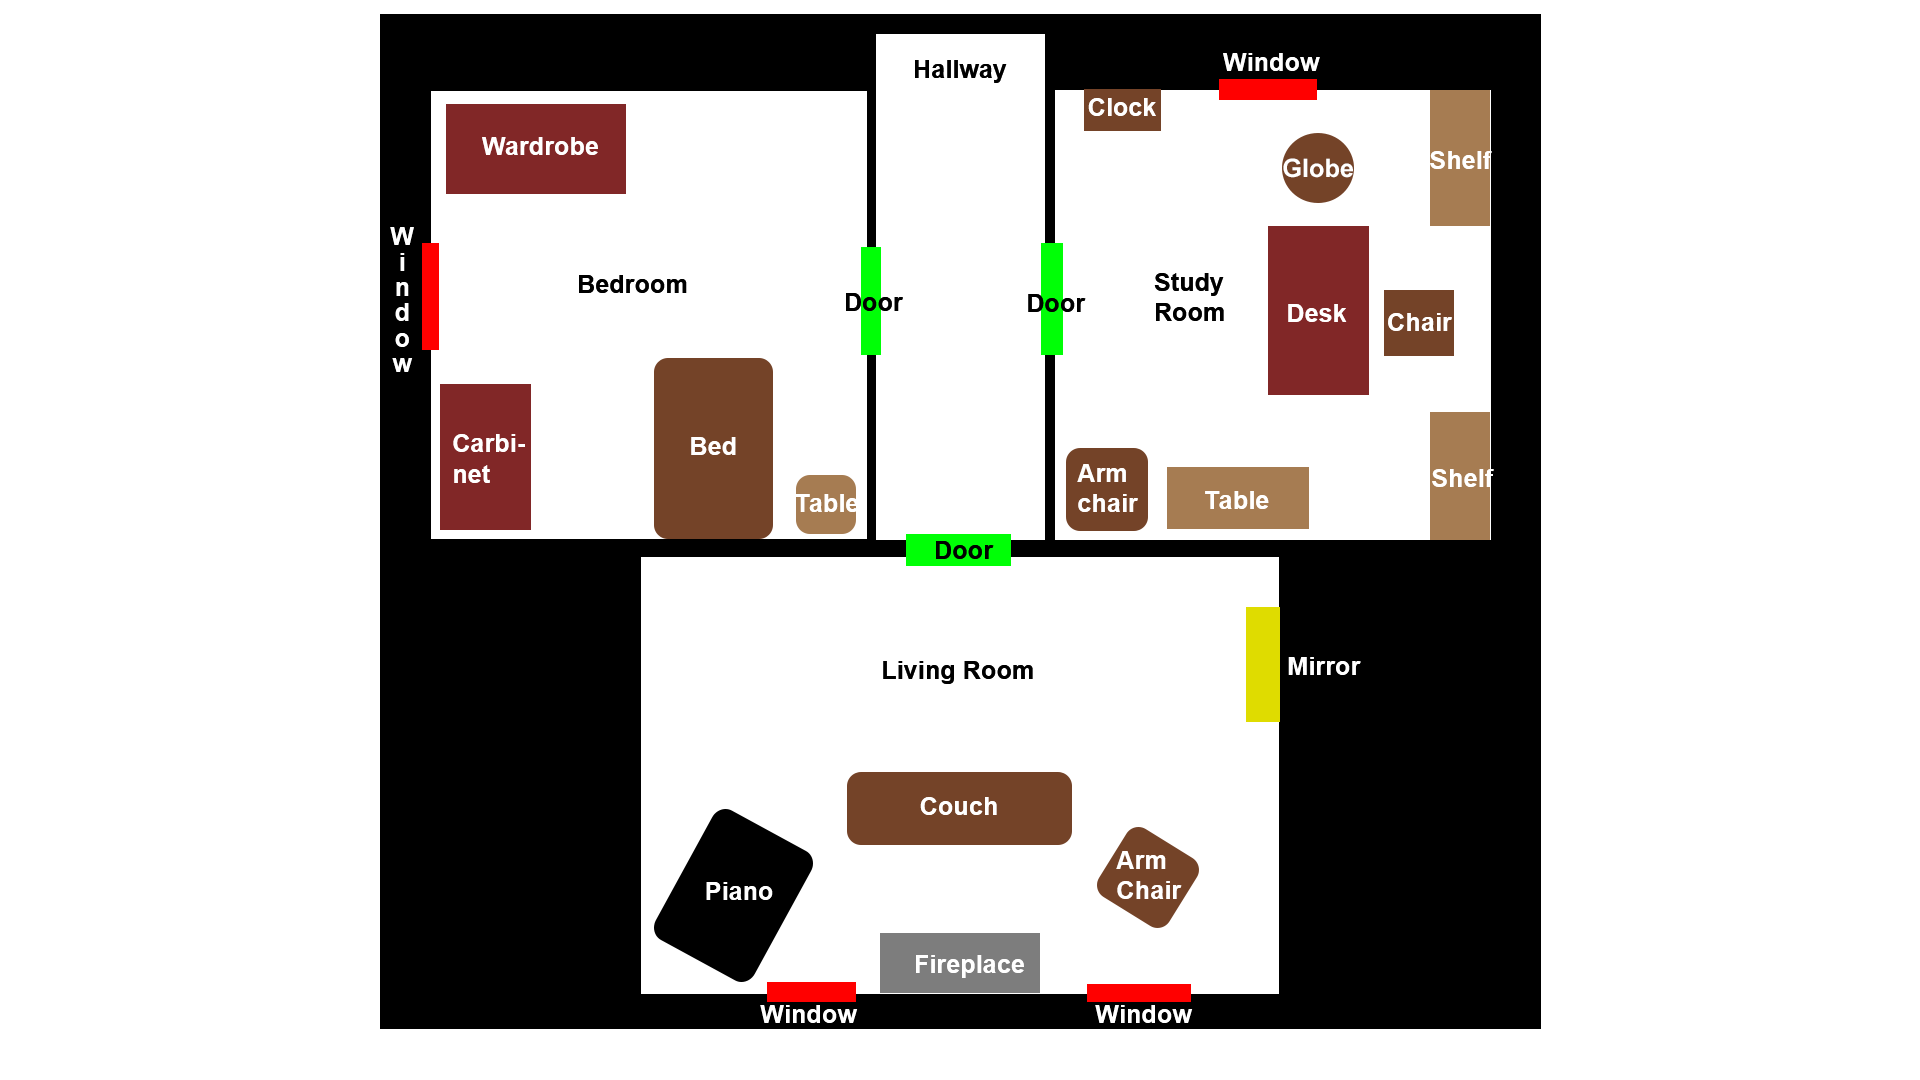 Hallway
Window
Clock
Wardrobe
Globe
Shelf
Window
Bedroom
Door
Door
Study
Room
Desk
Chair
Carbi-
net
Bed
Table
Arm
chair
Table
Shelf
Door
Living Room
Mirror
Couch
Piano
Arm
Chair
Fireplace
Window
Window